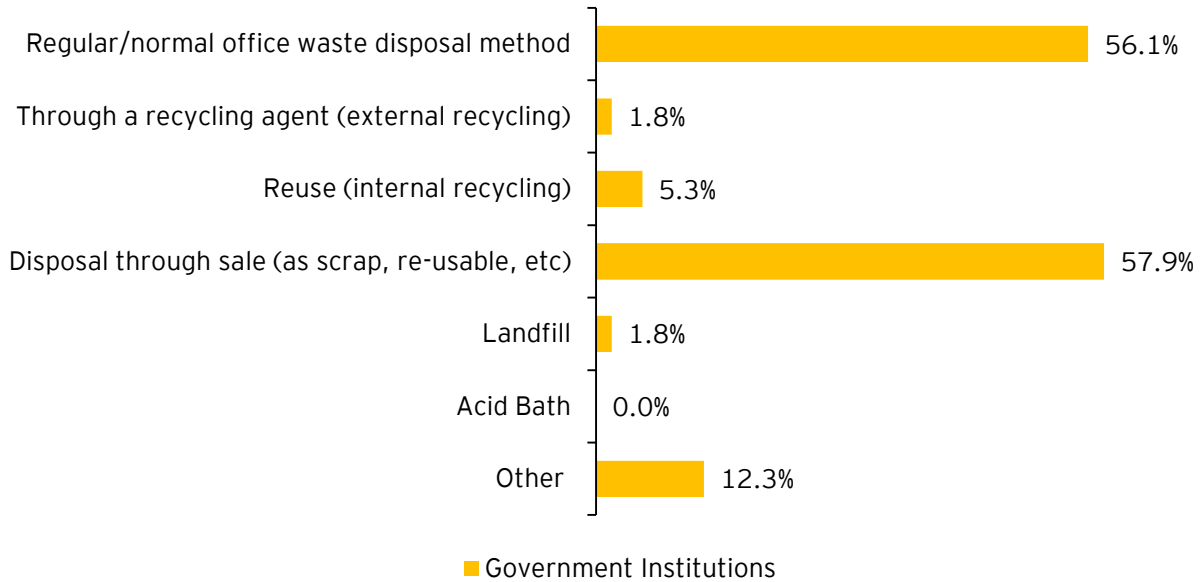 Regular/normal office waste disposal method 56.1%
Through a recycling agent (external recycling) 1.8%
Reuse (internal recycling) 5.3%
Disposal through sale (as scrap, re-usable, etc) 57.9%
Landfill 1.8%
Acid Bath 0.0%
Other 12.3%
Government Institutions